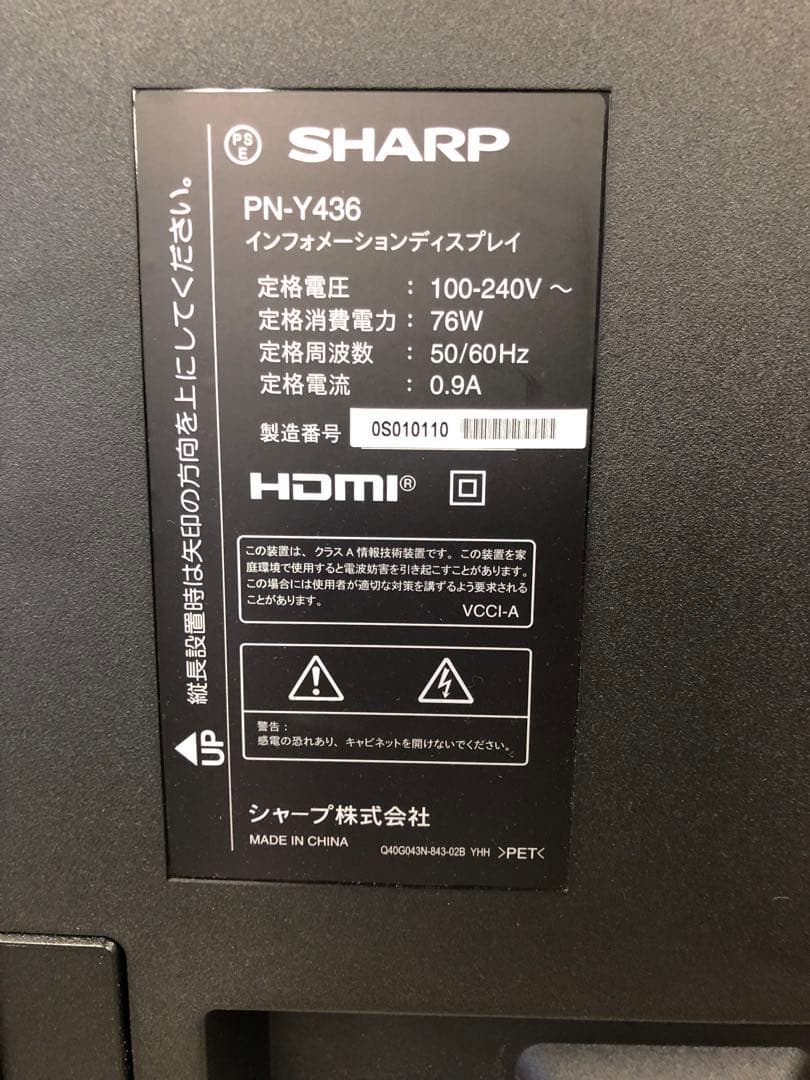 PSE
SHARP
PN-Y436
インフォメーションディスプレイ
定格電圧 : 100-240V ～
定格消費電力 : 76W
定格周波数 : 50/60Hz
定格電流 : 0.9A
製造番号 0S010110
HDMI®
この装置は、クラス A 情報技術装置です。この装置を家
庭環境で使用すると電波妨害を引き起こすことがあります。
この場合には使用者が適切な対策を講ずるよう要求される
ことがあります。
VCCI-A
警告：
感電の恐れあり、キャビネットを開けないでください。
シャープ株式会社
MADE IN CHINA
Q40G043N-843-02B YHH >PET<
UP
縦長設置時は矢印の方向を上にしてください。